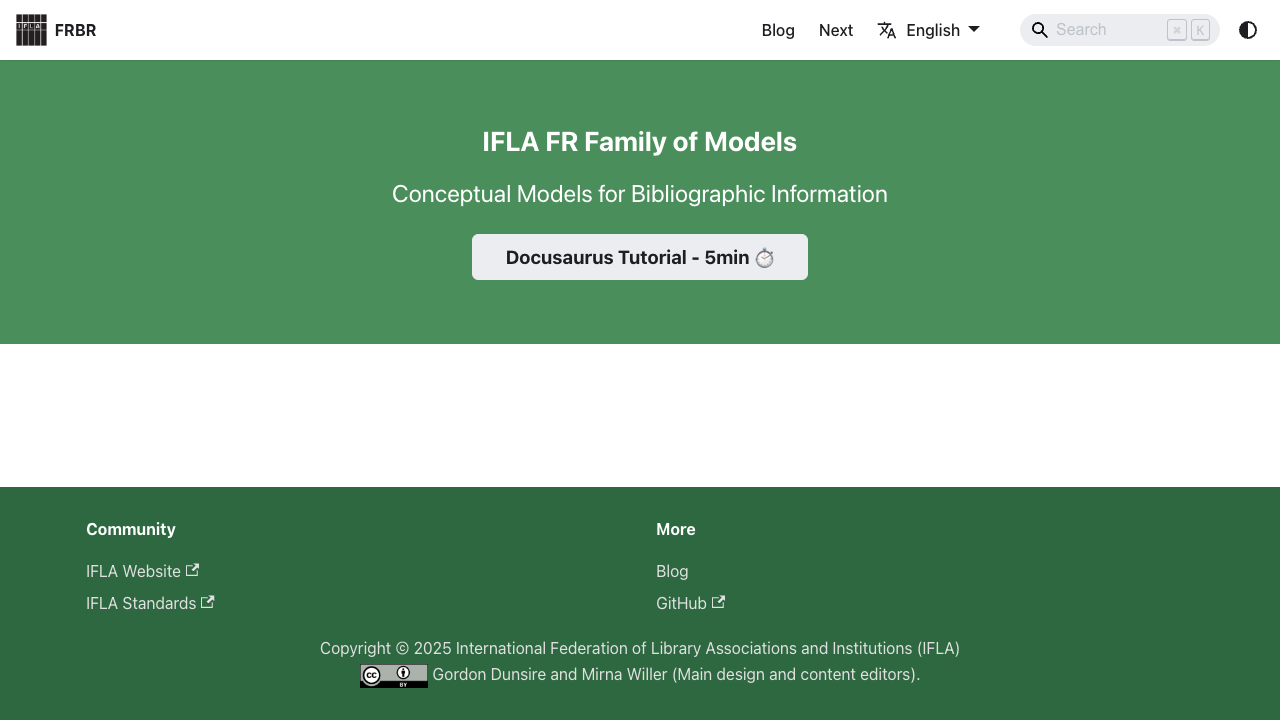 IFLA FRBR
Blog
Next
English
Search
⌘ K
IFLA FR Family of Models
Conceptual Models for Bibliographic Information
Docusaurus Tutorial - 5min ⏱️
Community
IFLA Website
IFLA Standards
More
Blog
GitHub
Copyright © 2025 International Federation of Library Associations and Institutions (IFLA)
cc BY Gordon Dunsire and Mirna Willer (Main design and content editors).